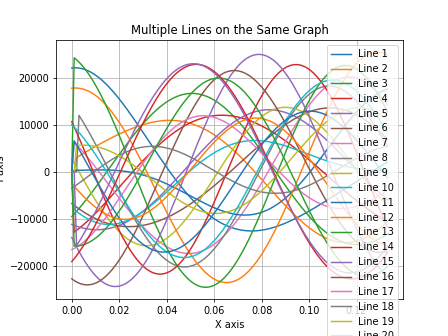 Multiple Lines on the Same Graph
20000
10000
0
−10000
−20000
0.00
0.02
0.04
0.06
0.08
0.10
X axis
Line 1
Line 2
Line 3
Line 4
Line 5
Line 6
Line 7
Line 8
Line 9
Line 10
Line 11
Line 12
Line 13
Line 14
Line 15
Line 16
Line 17
Line 18
Line 19
Line 20